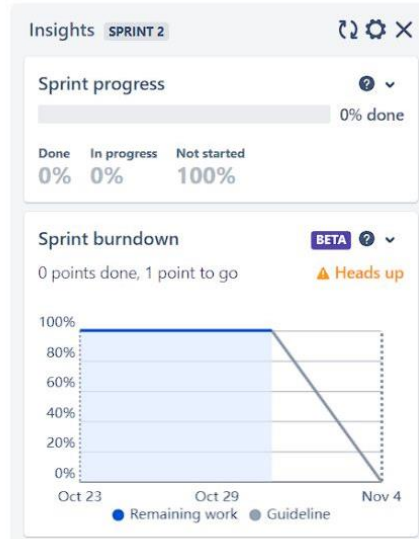 Insights SPRINT 2
Sprint progress
0% done
Done In progress Not started
0% 0% 100%
Sprint burndown BETA
0 points done, 1 point to go Heads up
100%
80%
60%
40%
20%
0%
Oct 23 Oct 29 Nov 4
Remaining work Guideline